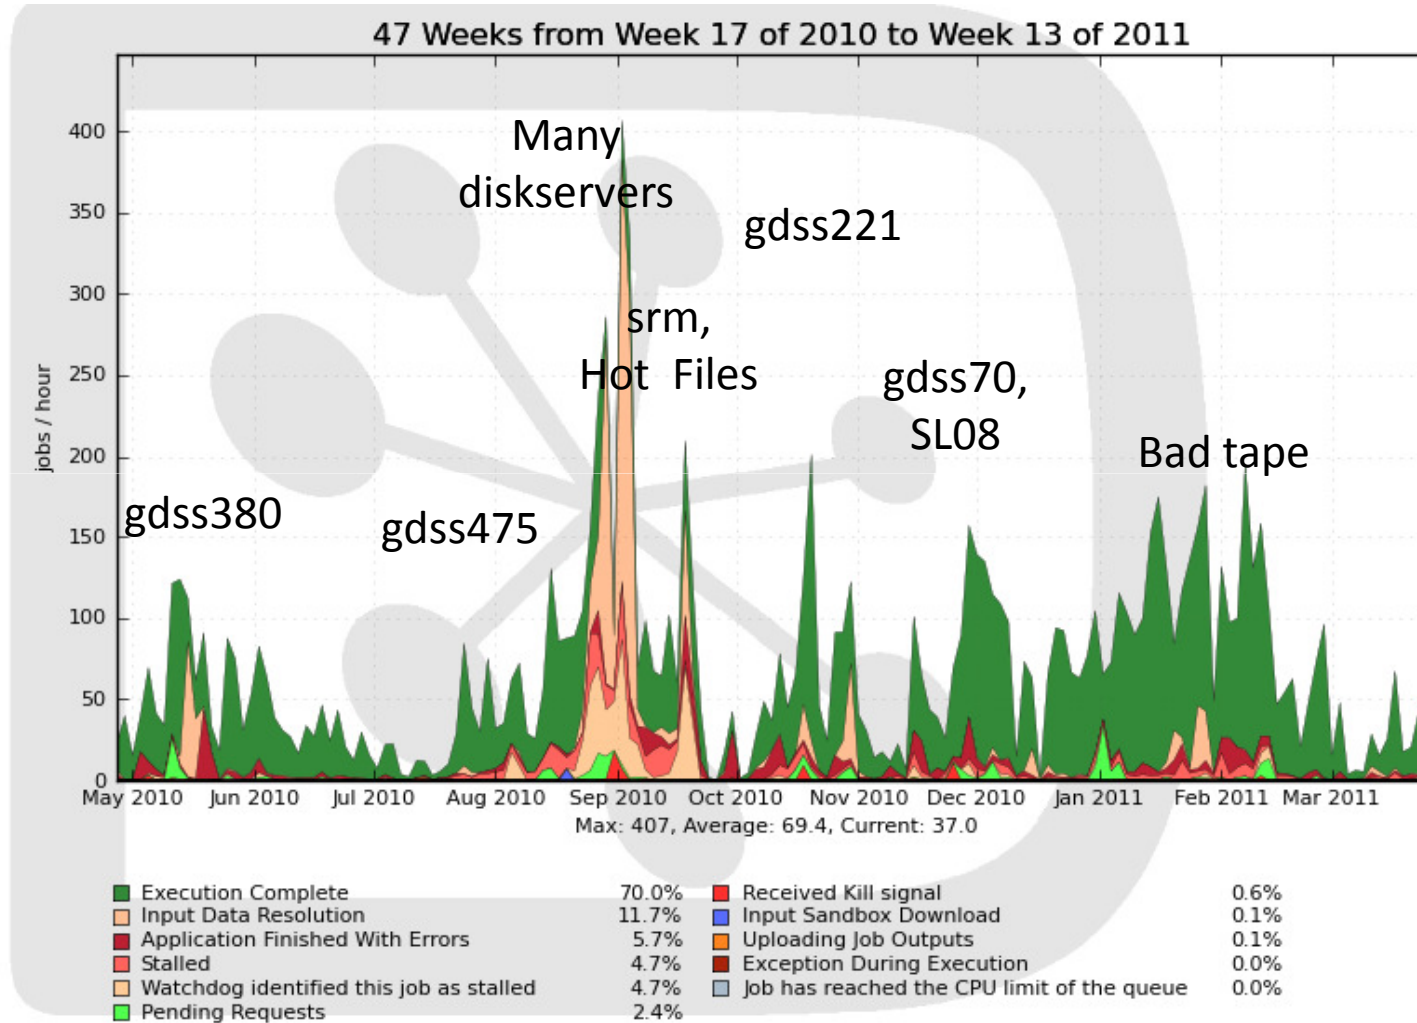 47 Weeks from Week 17 of 2010 to Week 13 of 2011
400
350
300
250
200
150
100
50
0
jobs / hour
Many
diskservers
gdss221
srm,
Hot Files
gdss70,
SL08
Bad tape
gdss380
gdss475
May 2010 Jun 2010 Jul 2010 Aug 2010 Sep 2010 Oct 2010 Nov 2010 Dec 2010 Jan 2011 Feb 2011 Mar 2011
Max: 407, Average: 69.4, Current: 37.0
Execution Complete 70.0%
Input Data Resolution 11.7%
Application Finished With Errors 5.7%
Stalled 4.7%
Watchdog identified this job as stalled 4.7%
Pending Requests 2.4%
Received Kill signal 0.6%
Input Sandbox Download 0.1%
Uploading Job Outputs 0.1%
Exception During Execution 0.0%
Job has reached the CPU limit of the queue 0.0%